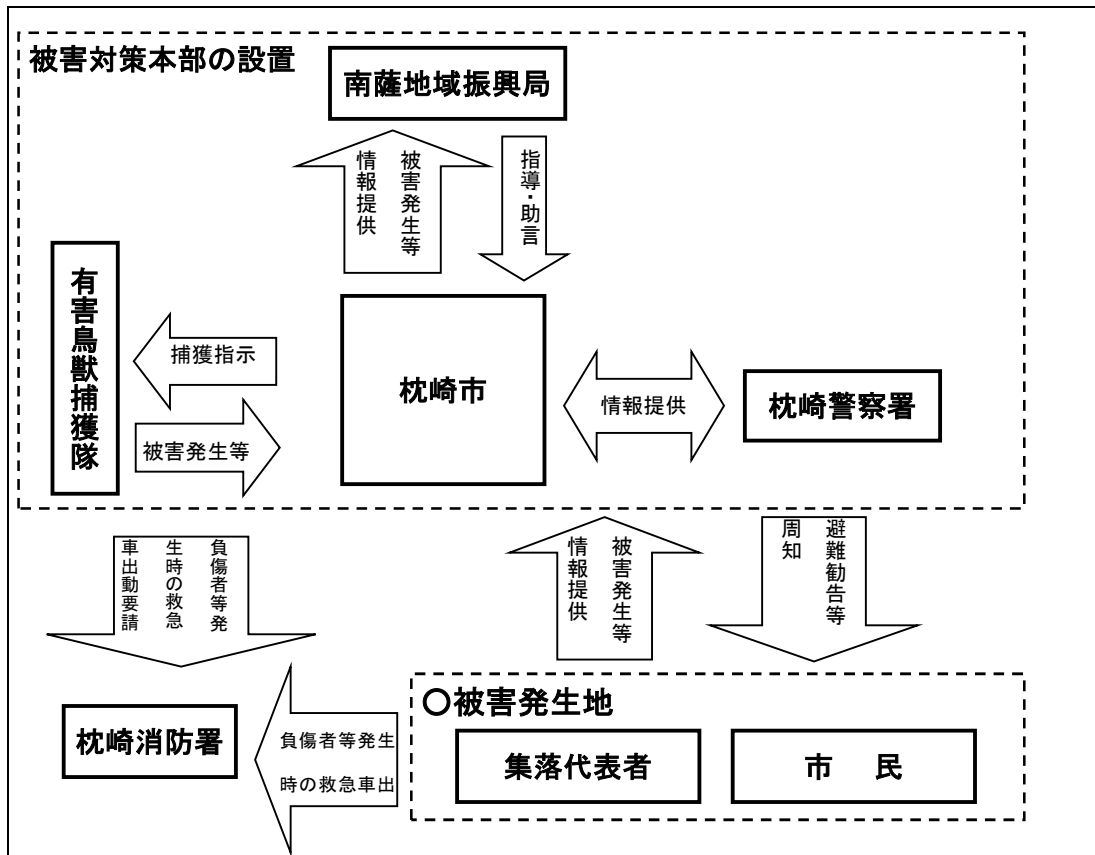 被害対策本部の設置
南薩地域振興局
被害発生等
情報提供
指導・助言
有害鳥獣捕獲隊
捕獲指示
被害発生等
枕崎市
情報提供
枕崎警察署
負傷者等発
生時の救急
車出動要請
被害発生等
情報提供
避難勧告等
周知
枕崎消防署
負傷者等発生
時の救急車出
〇被害発生地
集落代表者
市　民